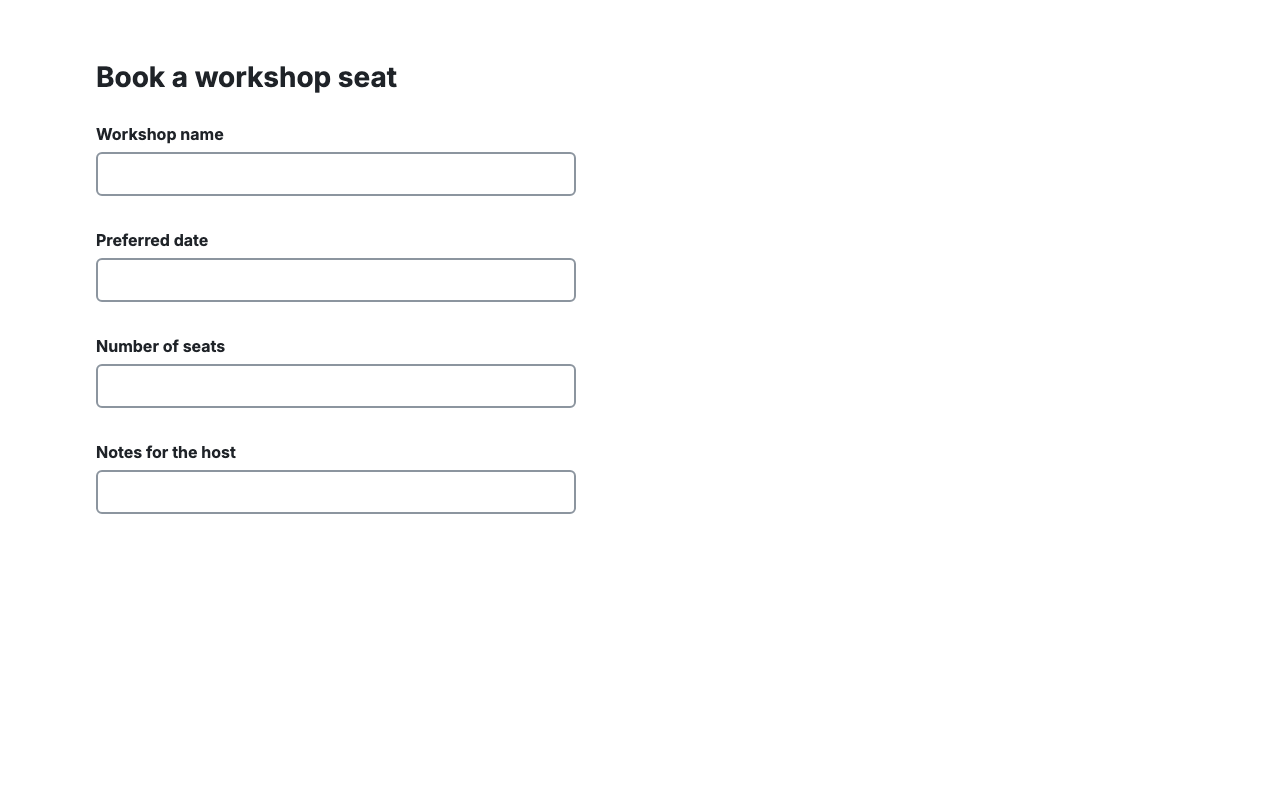 Book a workshop seat
Workshop name
Preferred date
Number of seats
Notes for the host